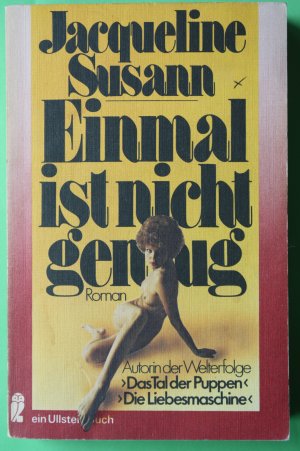 Jacqueline
Susann
Einmal
ist nicht
genug
Roman
Autorin der Welterfolge
›Das Tal der Puppen‹
›Die Liebesmaschine‹
ein Ullstein Buch